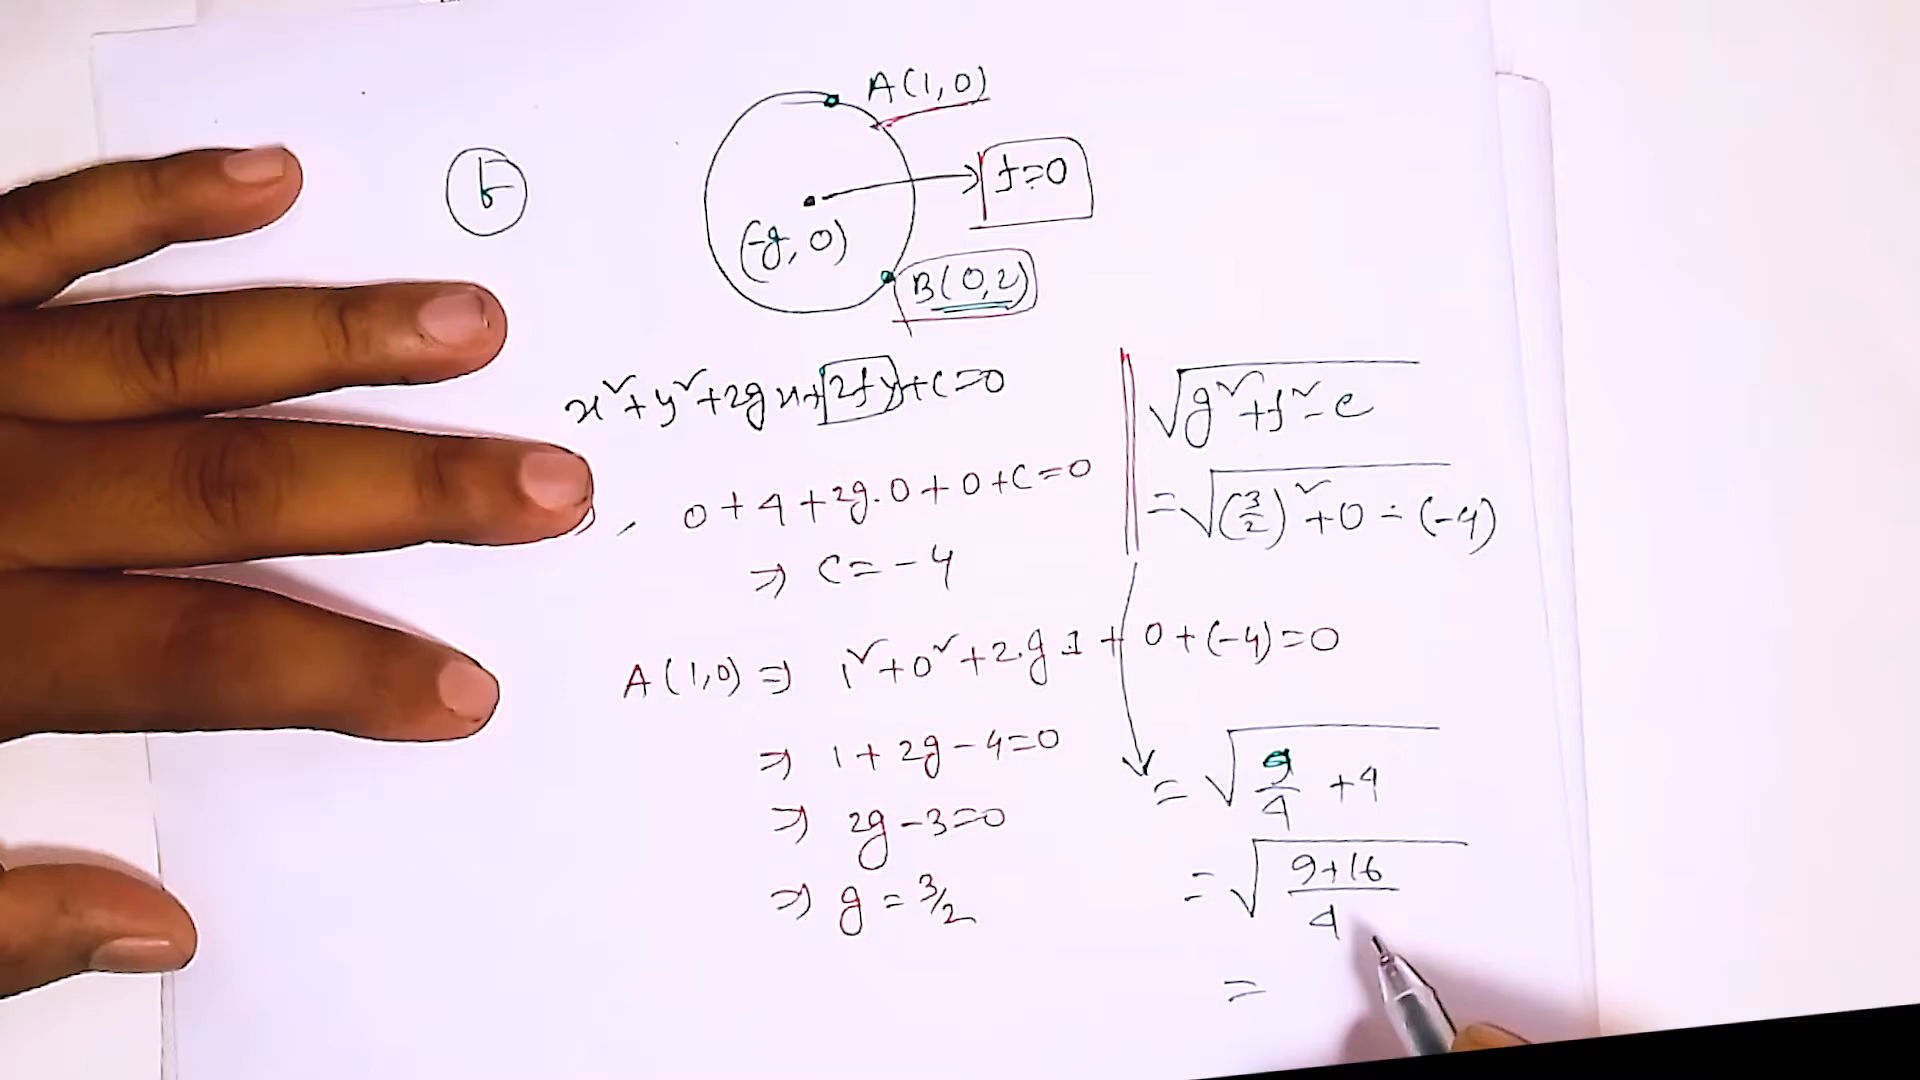 A(1,0)
চ
f=0
(-g, 0)
B(0,2)
x²+y²+2gx+2fy+c=0
0+4+2g.0+0+c=0
⇒ c=-4
A(1,0) ⇒ 1²+0²+2.g.1+0+(-4)=0
⇒ 1+2g-4=0
⇒ 2g-3=0
⇒ g=3/2
√(g²+f²-c)
=√((3/2)²+0-(-4))
=√(9/4 +4)
=√((9+16)/4)
=